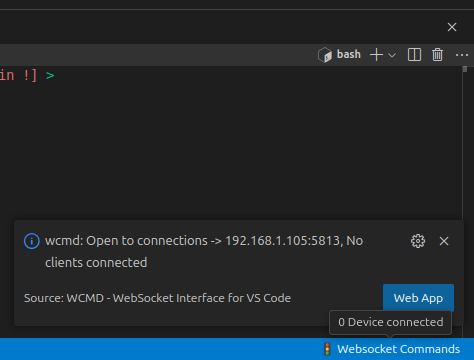 bash
in !] >
wcmd: Open to connections -> 192.168.1.105:5813, No
clients connected
Source: WCMD - WebSocket Interface for VS Code
Web App
0 Device connected
Websocket Commands